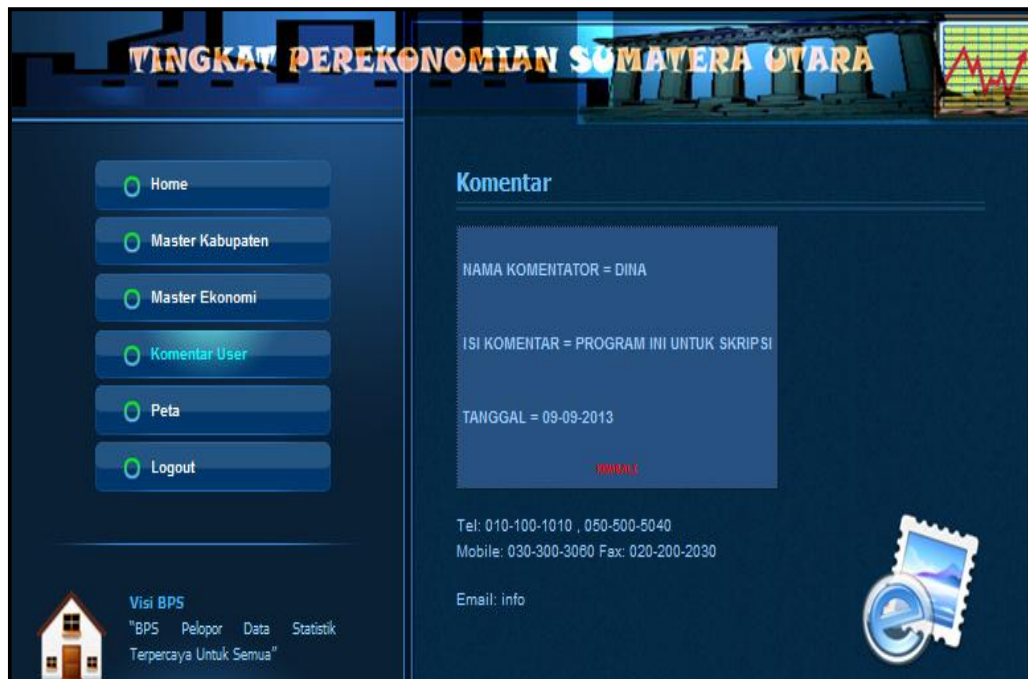 TINGKAT PEREKONOMIAN SUMATERA UTARA
Home
Master Kabupaten
Master Ekonomi
Komentar User
Peta
Logout
Visi BPS
"BPS Pelopor Data Statistik
Terpercaya Untuk Semua"
Komentar
NAMA KOMENTATOR = DINA
ISI KOMENTAR = PROGRAM INI UNTUK SKRIPSI
TANGGAL = 09-09-2013
Tel: 010-100-1010 , 050-500-5040
Mobile: 030-300-3060 Fax: 020-200-2030
Email: info